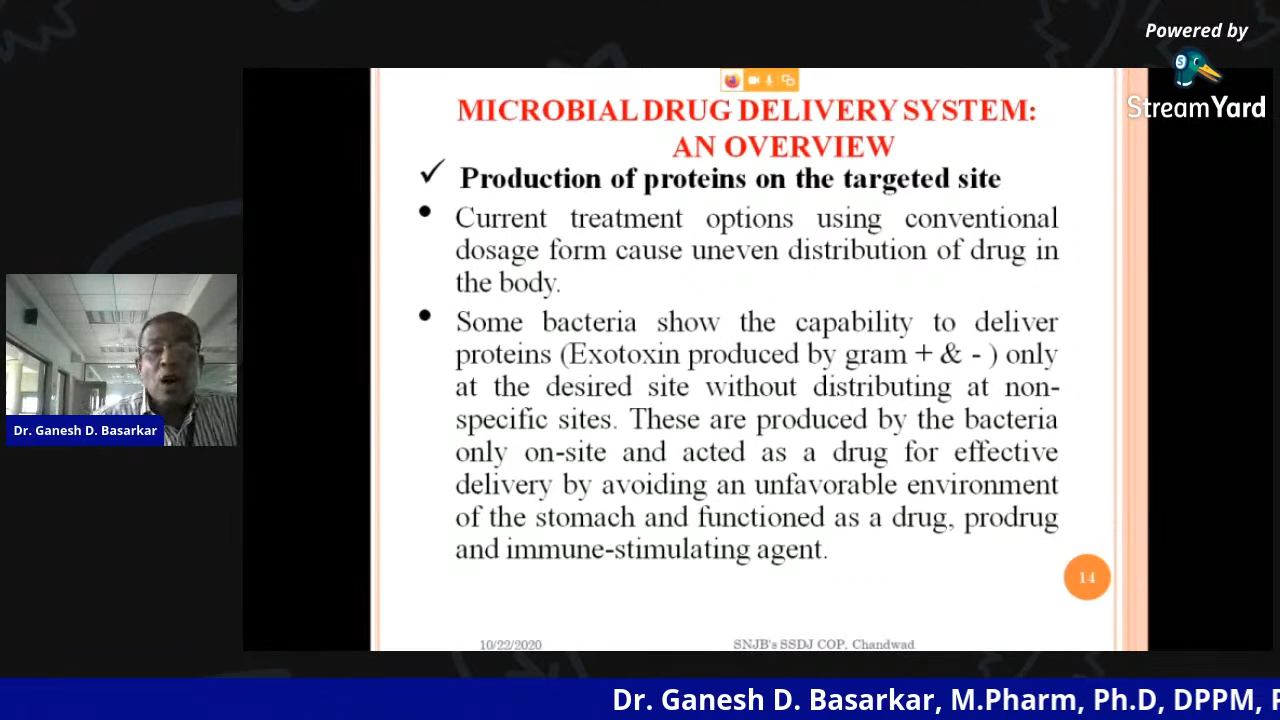 Powered by
StreamYard
MICROBIAL DRUG DELIVERY SYSTEM:
AN OVERVIEW
✓ Production of proteins on the targeted site
• Current treatment options using conventional
dosage form cause uneven distribution of drug in
the body.
• Some bacteria show the capability to deliver
proteins (Exotoxin produced by gram + & - ) only
at the desired site without distributing at non-
specific sites. These are produced by the bacteria
only on-site and acted as a drug for effective
delivery by avoiding an unfavorable environment
of the stomach and functioned as a drug, prodrug
and immune-stimulating agent.
14
10/22/2020
SNJB's SSDJ COP, Chandwad
Dr. Ganesh D. Basarkar
Dr. Ganesh D. Basarkar, M.Pharm, Ph.D, DPPM, F